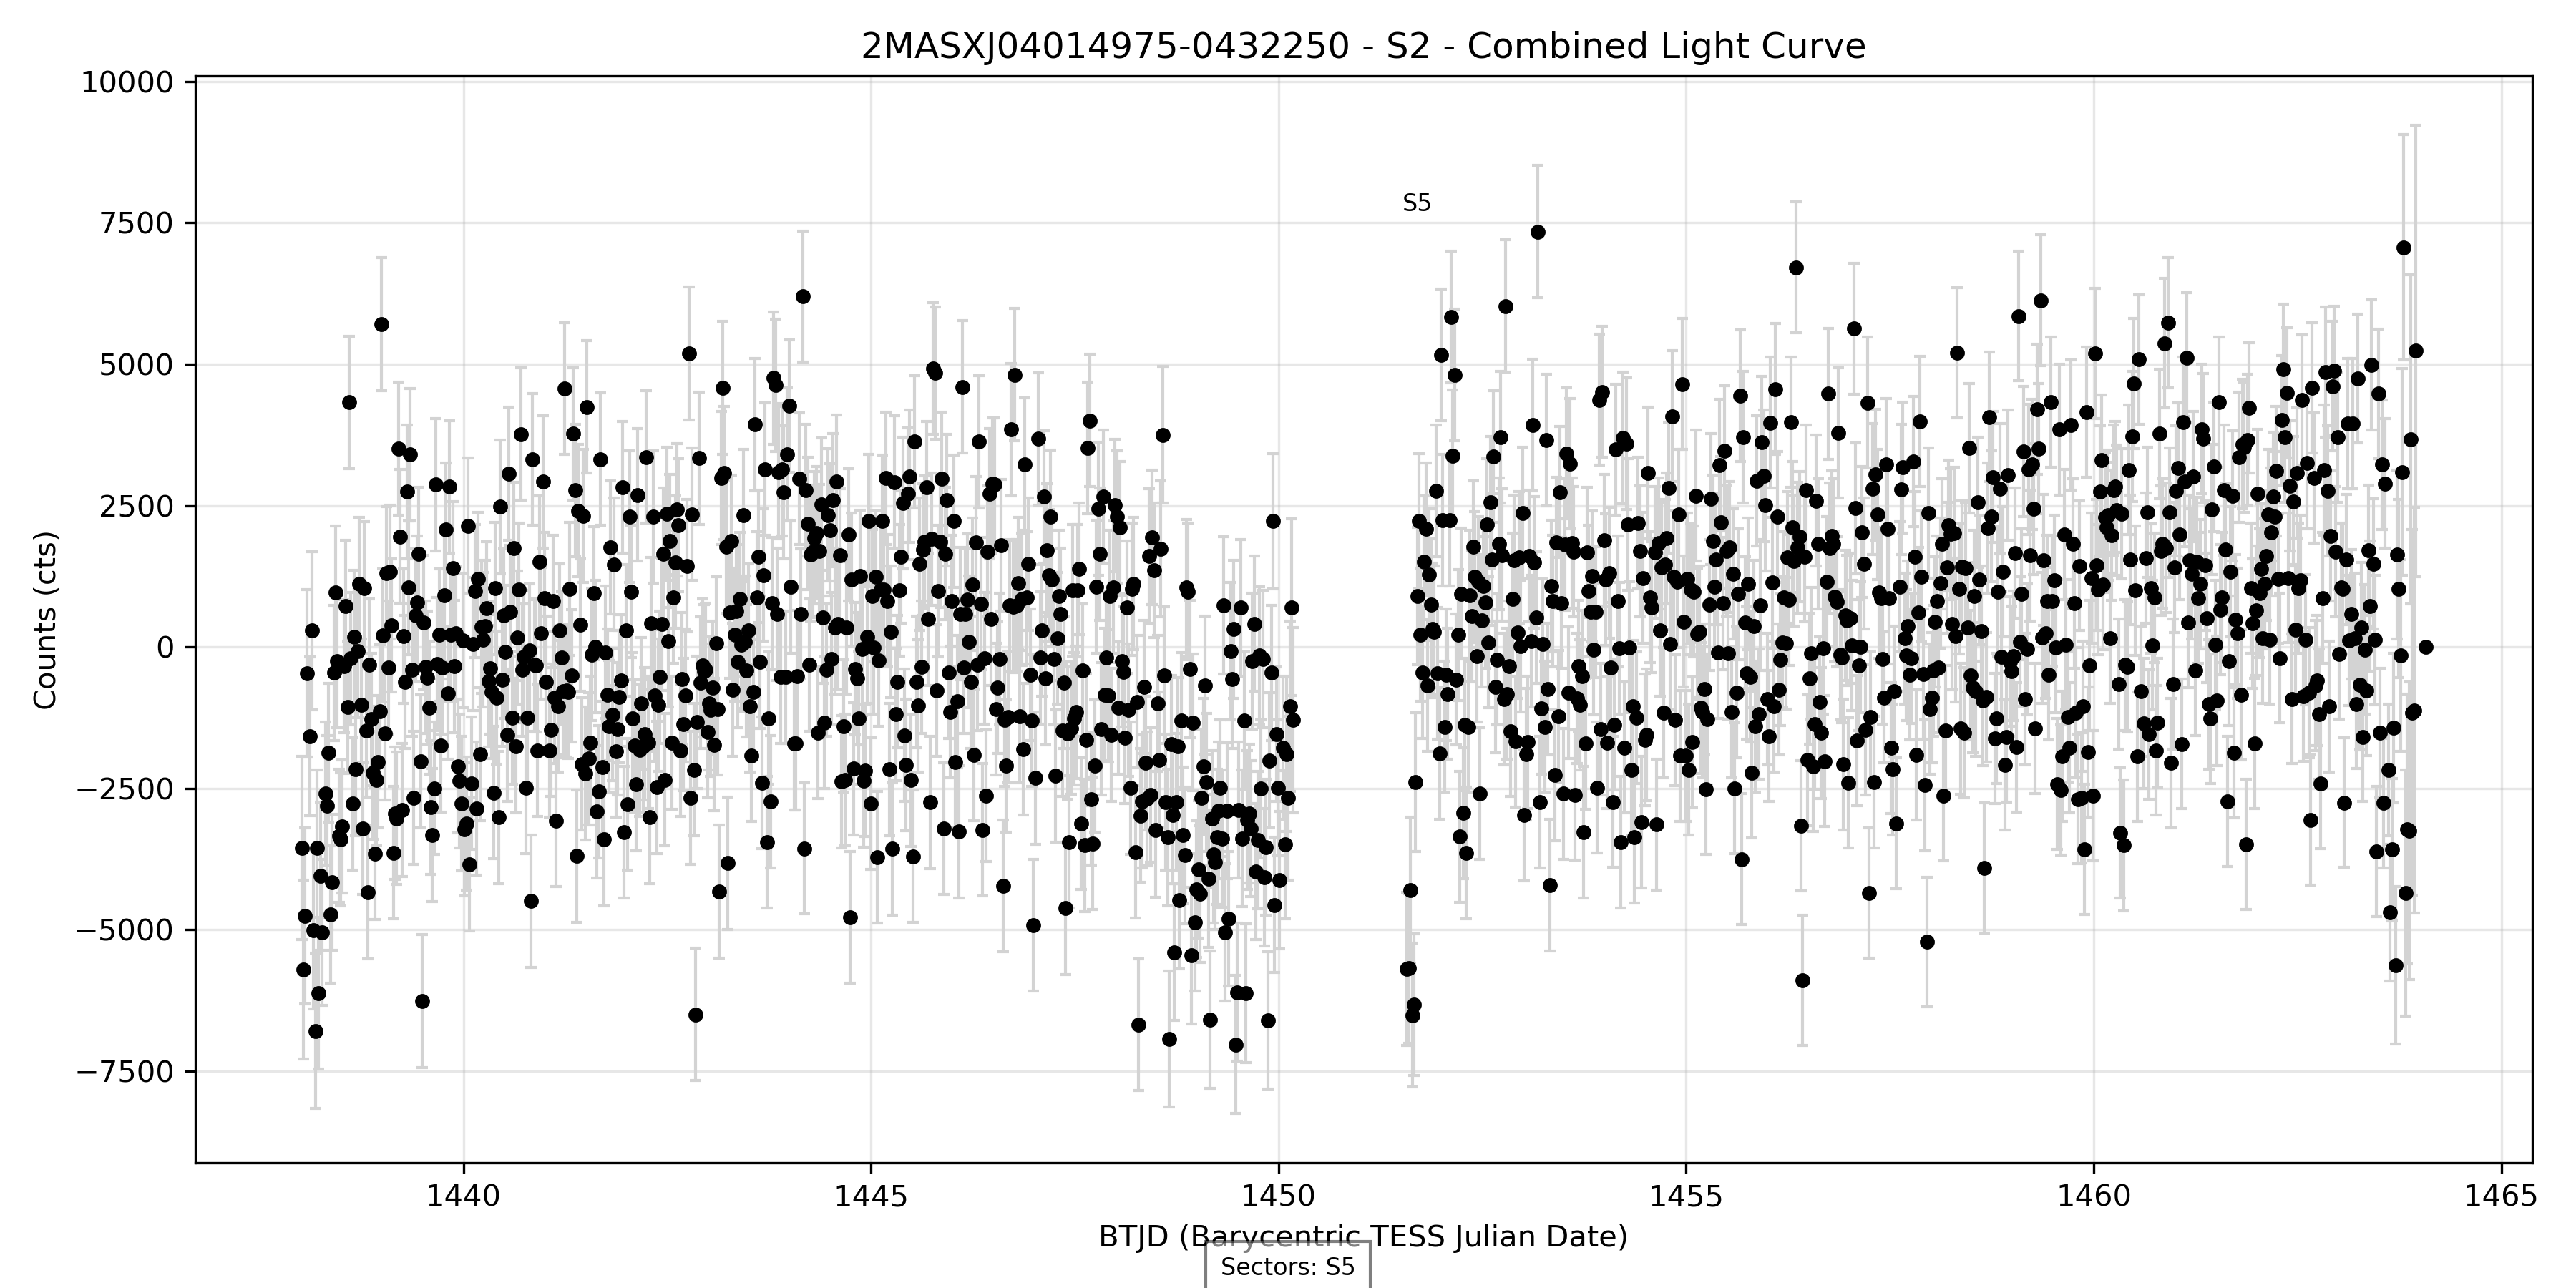 2MASXJ04014975-0432250 - S2 - Combined Light Curve
10000
7500
5000
2500
0
−2500
−5000
−7500
Counts (cts)
S5
1440
1445
1450
1455
1460
1465
BTJD (Barycentric TESS Julian Date)
Sectors: S5